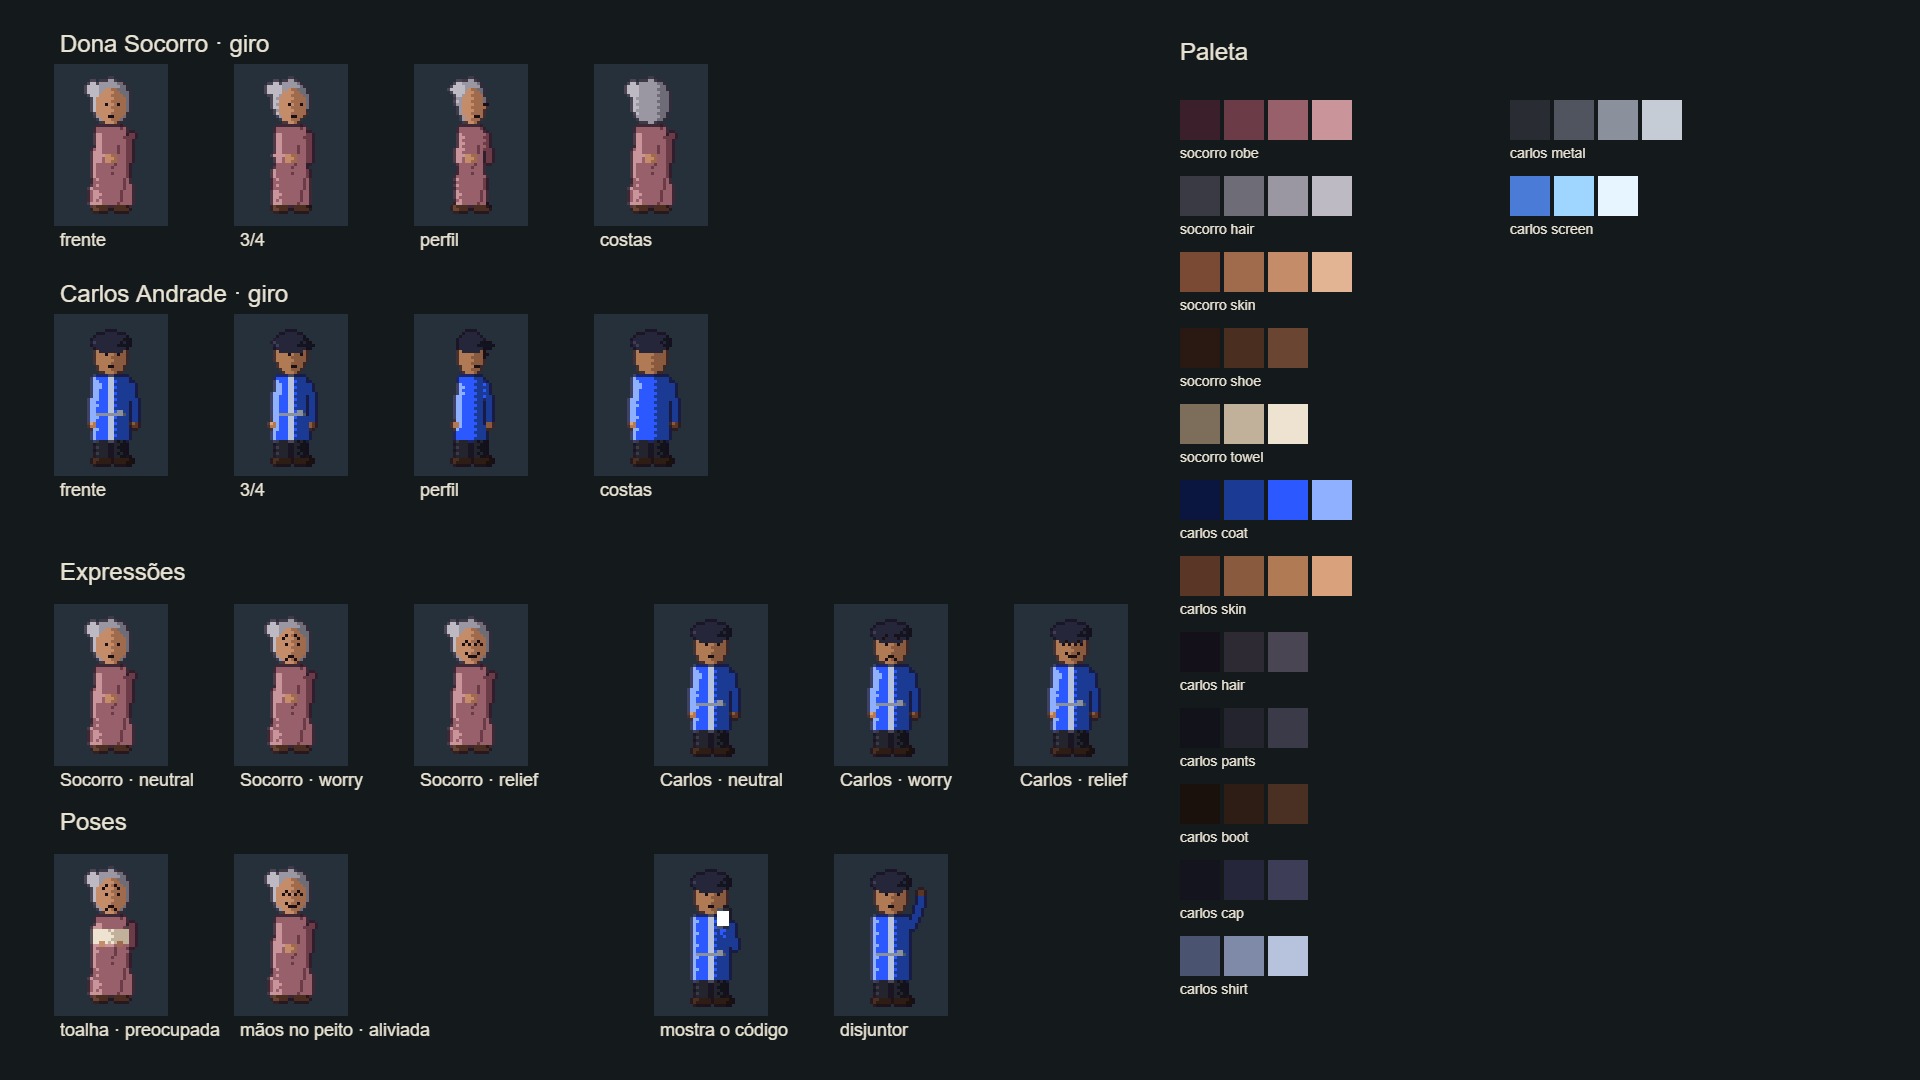 Dona Socorro · giro
frente
3/4
perfil
costas
Carlos Andrade · giro
frente
3/4
perfil
costas
Expressões
Socorro · neutral
Socorro · worry
Socorro · relief
Carlos · neutral
Carlos · worry
Carlos · relief
Poses
toalha · preocupada
mãos no peito · aliviada
mostra o código
disjuntor
Paleta
socorro robe
socorro hair
socorro skin
socorro shoe
socorro towel
carlos coat
carlos skin
carlos hair
carlos pants
carlos boot
carlos cap
carlos shirt
carlos metal
carlos screen